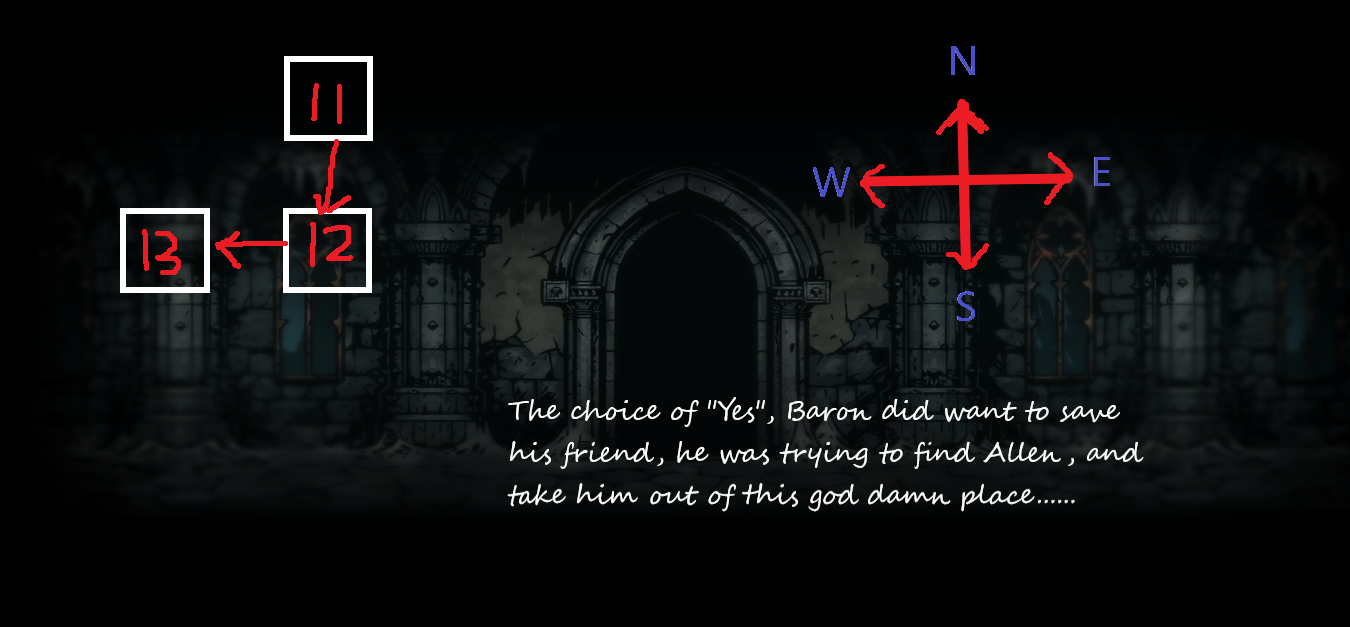 11
13
12
N
W
E
S
The choice of "Yes", Baron did want to save
his friend, he was trying to find Allen, and
take him out of this god damn place......